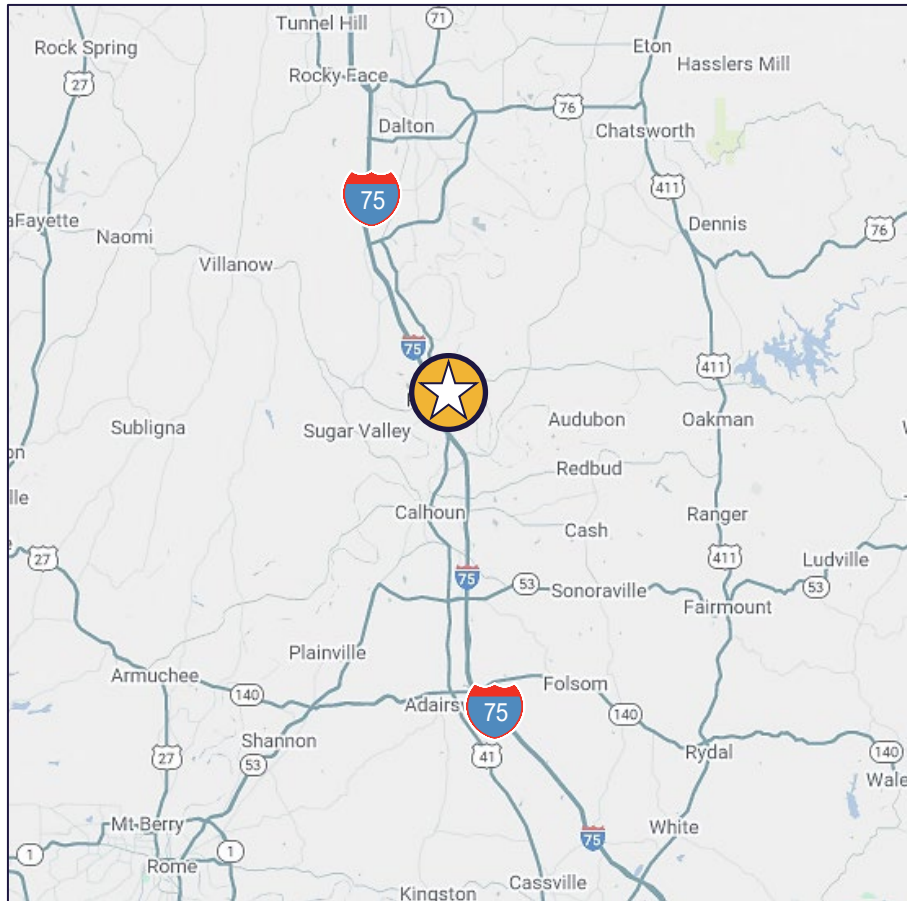 Tunnel Hill
71
Rock Spring
Eton
Hasslers Mill
27
Rocky Face
76
Dalton
Chatsworth
75
411
aFayette
Dennis
76
Naomi
Villanow
75
411
Subligna
Sugar Valley
Audubon
Oakman
on
Redbud
lle
Calhoun
Ranger
Cash
27
411
Ludville
75
53
Sonoraville
53
Fairmount
Plainville
Armuchee
140
Folsom
Adairs
75
140
Shannon
27
53
41
Rydal
140
Wale
Mt Berry
White
75
1
1
Rome
Cassville
Kingston